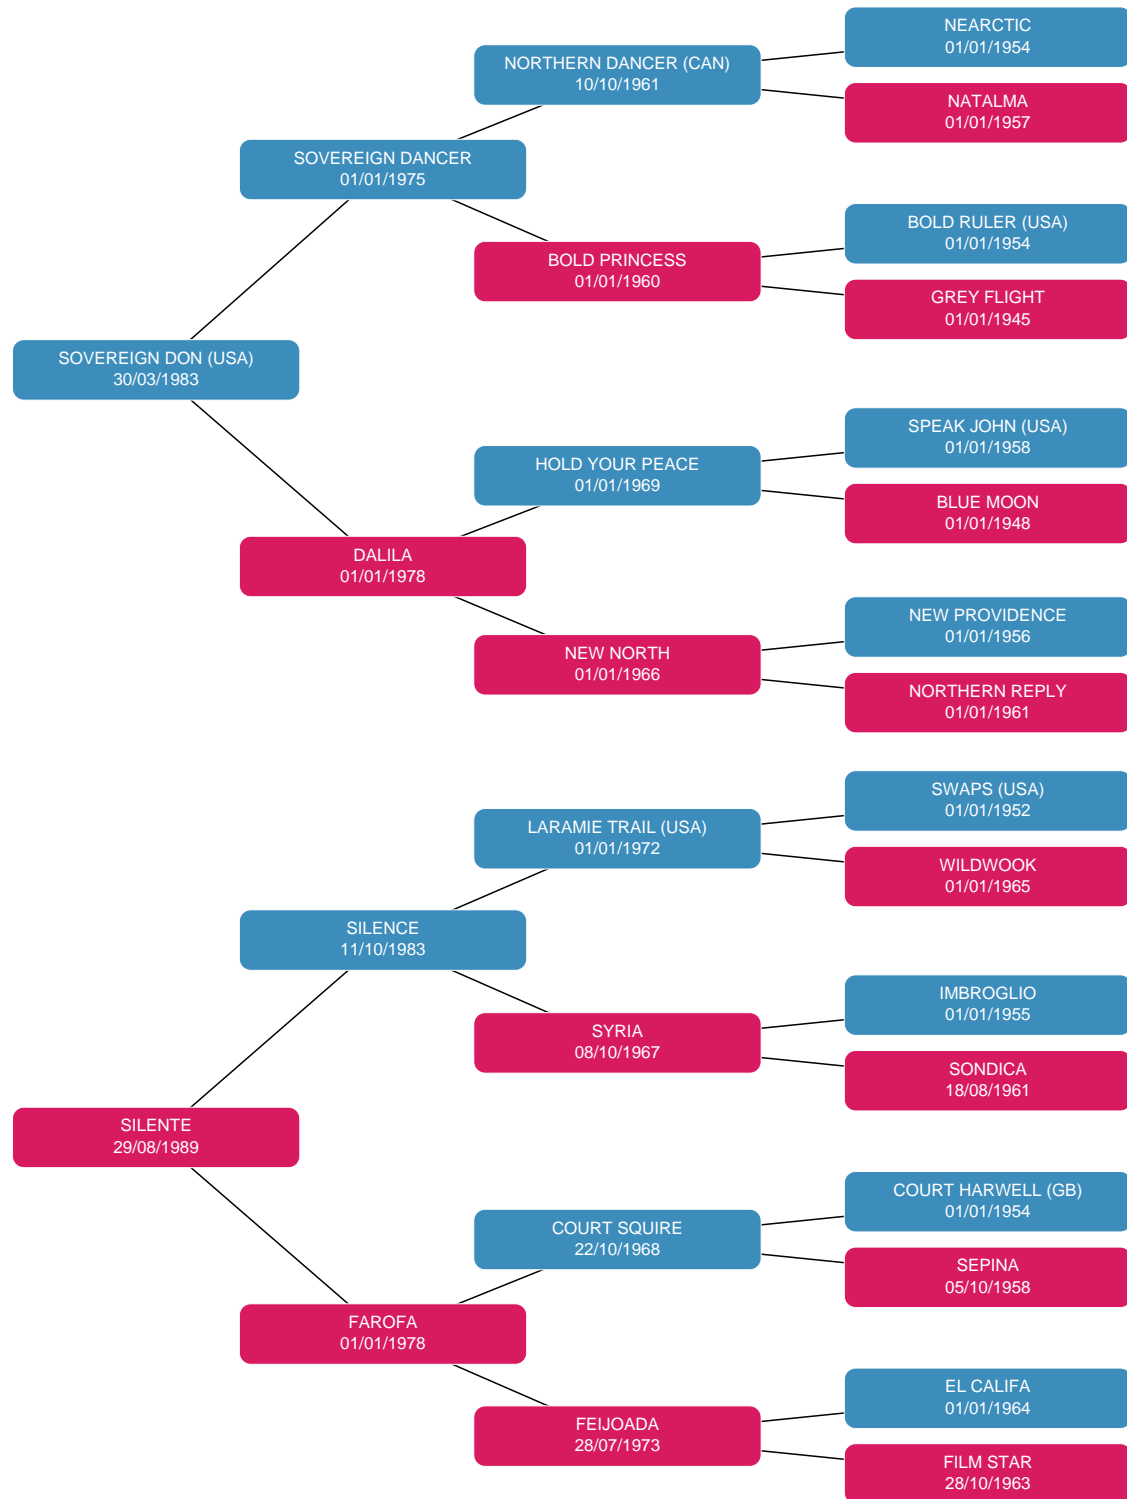 NEARCTIC
01/01/1954
NORTHERN DANCER (CAN)
10/10/1961
NATALMA
01/01/1957
SOVEREIGN DANCER
01/01/1975
BOLD RULER (USA)
01/01/1954
BOLD PRINCESS
01/01/1960
GREY FLIGHT
01/01/1945
SOVEREIGN DON (USA)
30/03/1983
SPEAK JOHN (USA)
01/01/1958
HOLD YOUR PEACE
01/01/1969
BLUE MOON
01/01/1948
DALILA
01/01/1978
NEW PROVIDENCE
01/01/1956
NEW NORTH
01/01/1966
NORTHERN REPLY
01/01/1961
SWAPS (USA)
01/01/1952
LARAMIE TRAIL (USA)
01/01/1972
WILDWOOK
01/01/1965
SILENCE
11/10/1983
IMBROGLIO
01/01/1955
SYRIA
08/10/1967
SONDICA
18/08/1961
SILENTE
29/08/1989
COURT HARWELL (GB)
01/01/1954
COURT SQUIRE
22/10/1968
SEPINA
05/10/1958
FAROFA
01/01/1978
EL CALIFA
01/01/1964
FEIJOADA
28/07/1973
FILM STAR
28/10/1963